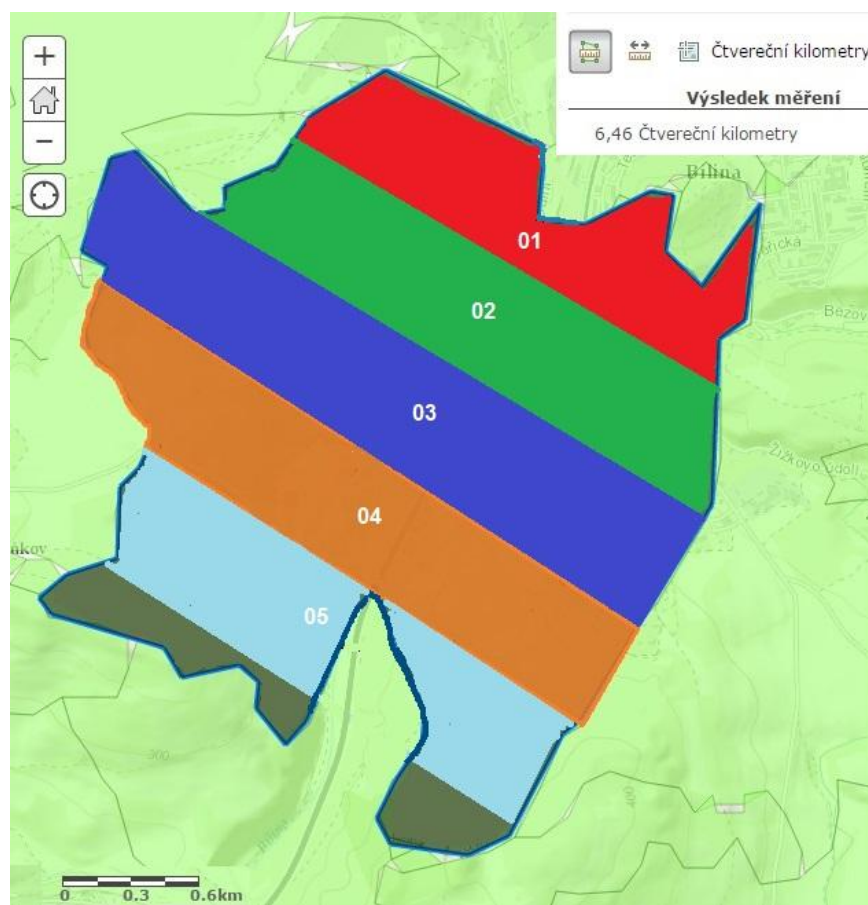 Čtvereční kilometry
Výsledek měření
6,46 Čtvereční kilometry
Bílina
01
02
03
Žižkovo údolí
04
05
300
400
Bílina
0 0.3 0.6km